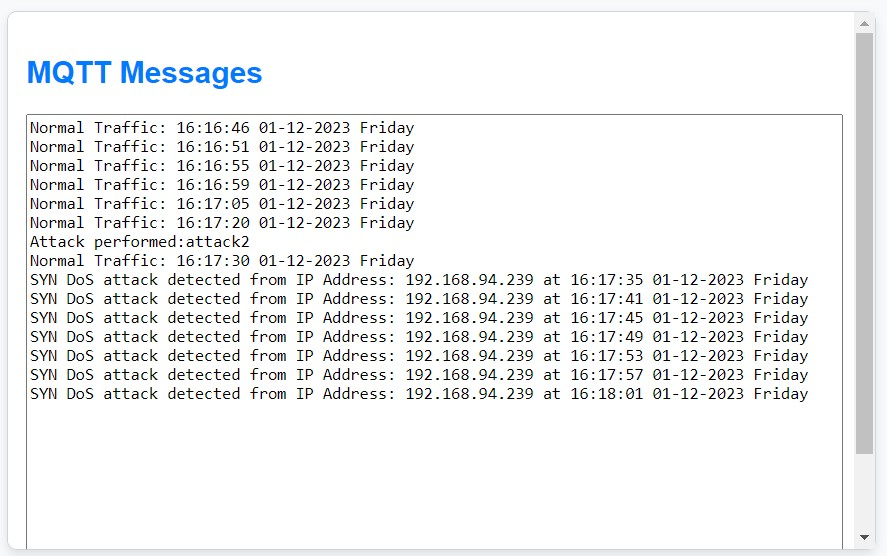 MQTT Messages
Normal Traffic: 16:16:46 01-12-2023 Friday
Normal Traffic: 16:16:51 01-12-2023 Friday
Normal Traffic: 16:16:55 01-12-2023 Friday
Normal Traffic: 16:16:59 01-12-2023 Friday
Normal Traffic: 16:17:05 01-12-2023 Friday
Normal Traffic: 16:17:20 01-12-2023 Friday
Attack performed:attack2
Normal Traffic: 16:17:30 01-12-2023 Friday
SYN DoS attack detected from IP Address: 192.168.94.239 at 16:17:35 01-12-2023 Friday
SYN DoS attack detected from IP Address: 192.168.94.239 at 16:17:41 01-12-2023 Friday
SYN DoS attack detected from IP Address: 192.168.94.239 at 16:17:45 01-12-2023 Friday
SYN DoS attack detected from IP Address: 192.168.94.239 at 16:17:49 01-12-2023 Friday
SYN DoS attack detected from IP Address: 192.168.94.239 at 16:17:53 01-12-2023 Friday
SYN DoS attack detected from IP Address: 192.168.94.239 at 16:17:57 01-12-2023 Friday
SYN DoS attack detected from IP Address: 192.168.94.239 at 16:18:01 01-12-2023 Friday